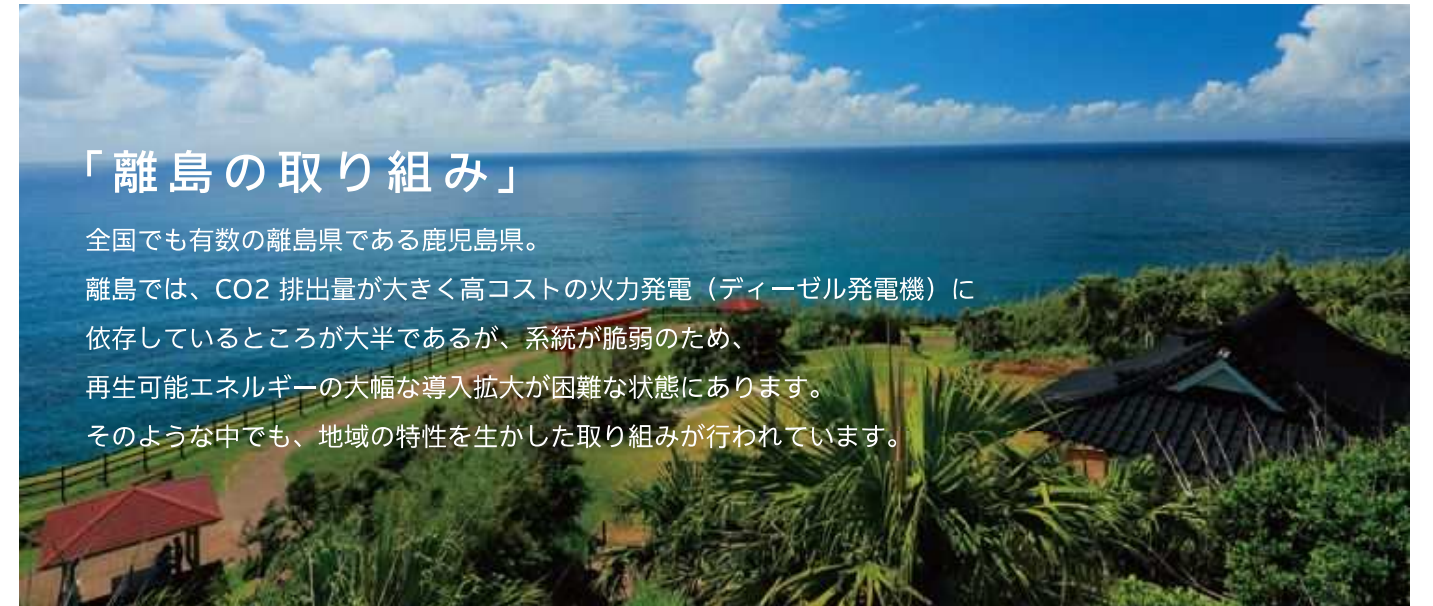 「離島の取り組み」
全国でも有数の離島県である鹿児島県。
離島では、CO2 排出量が大きく高コストの火力発電（ディーゼル発電機）に
依存しているところが大半であるが、系統が脆弱のため、
再生可能エネルギーの大幅な導入拡大が困難な状態にあります。
そのような中でも、地域の特性を生かした取り組みが行われています。